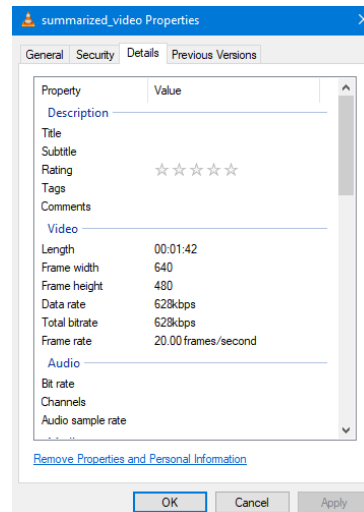 summarized_video Properties
General Security Details Previous Versions
Property Value
Description
Title
Subtitle
Rating
Tags
Comments
Video
Length 00:01:42
Frame width 640
Frame height 480
Data rate 628kbps
Total bitrate 628kbps
Frame rate 20.00 frames/second
Audio
Bit rate
Channels
Audio sample rate
Remove Properties and Personal Information
OK Cancel Apply